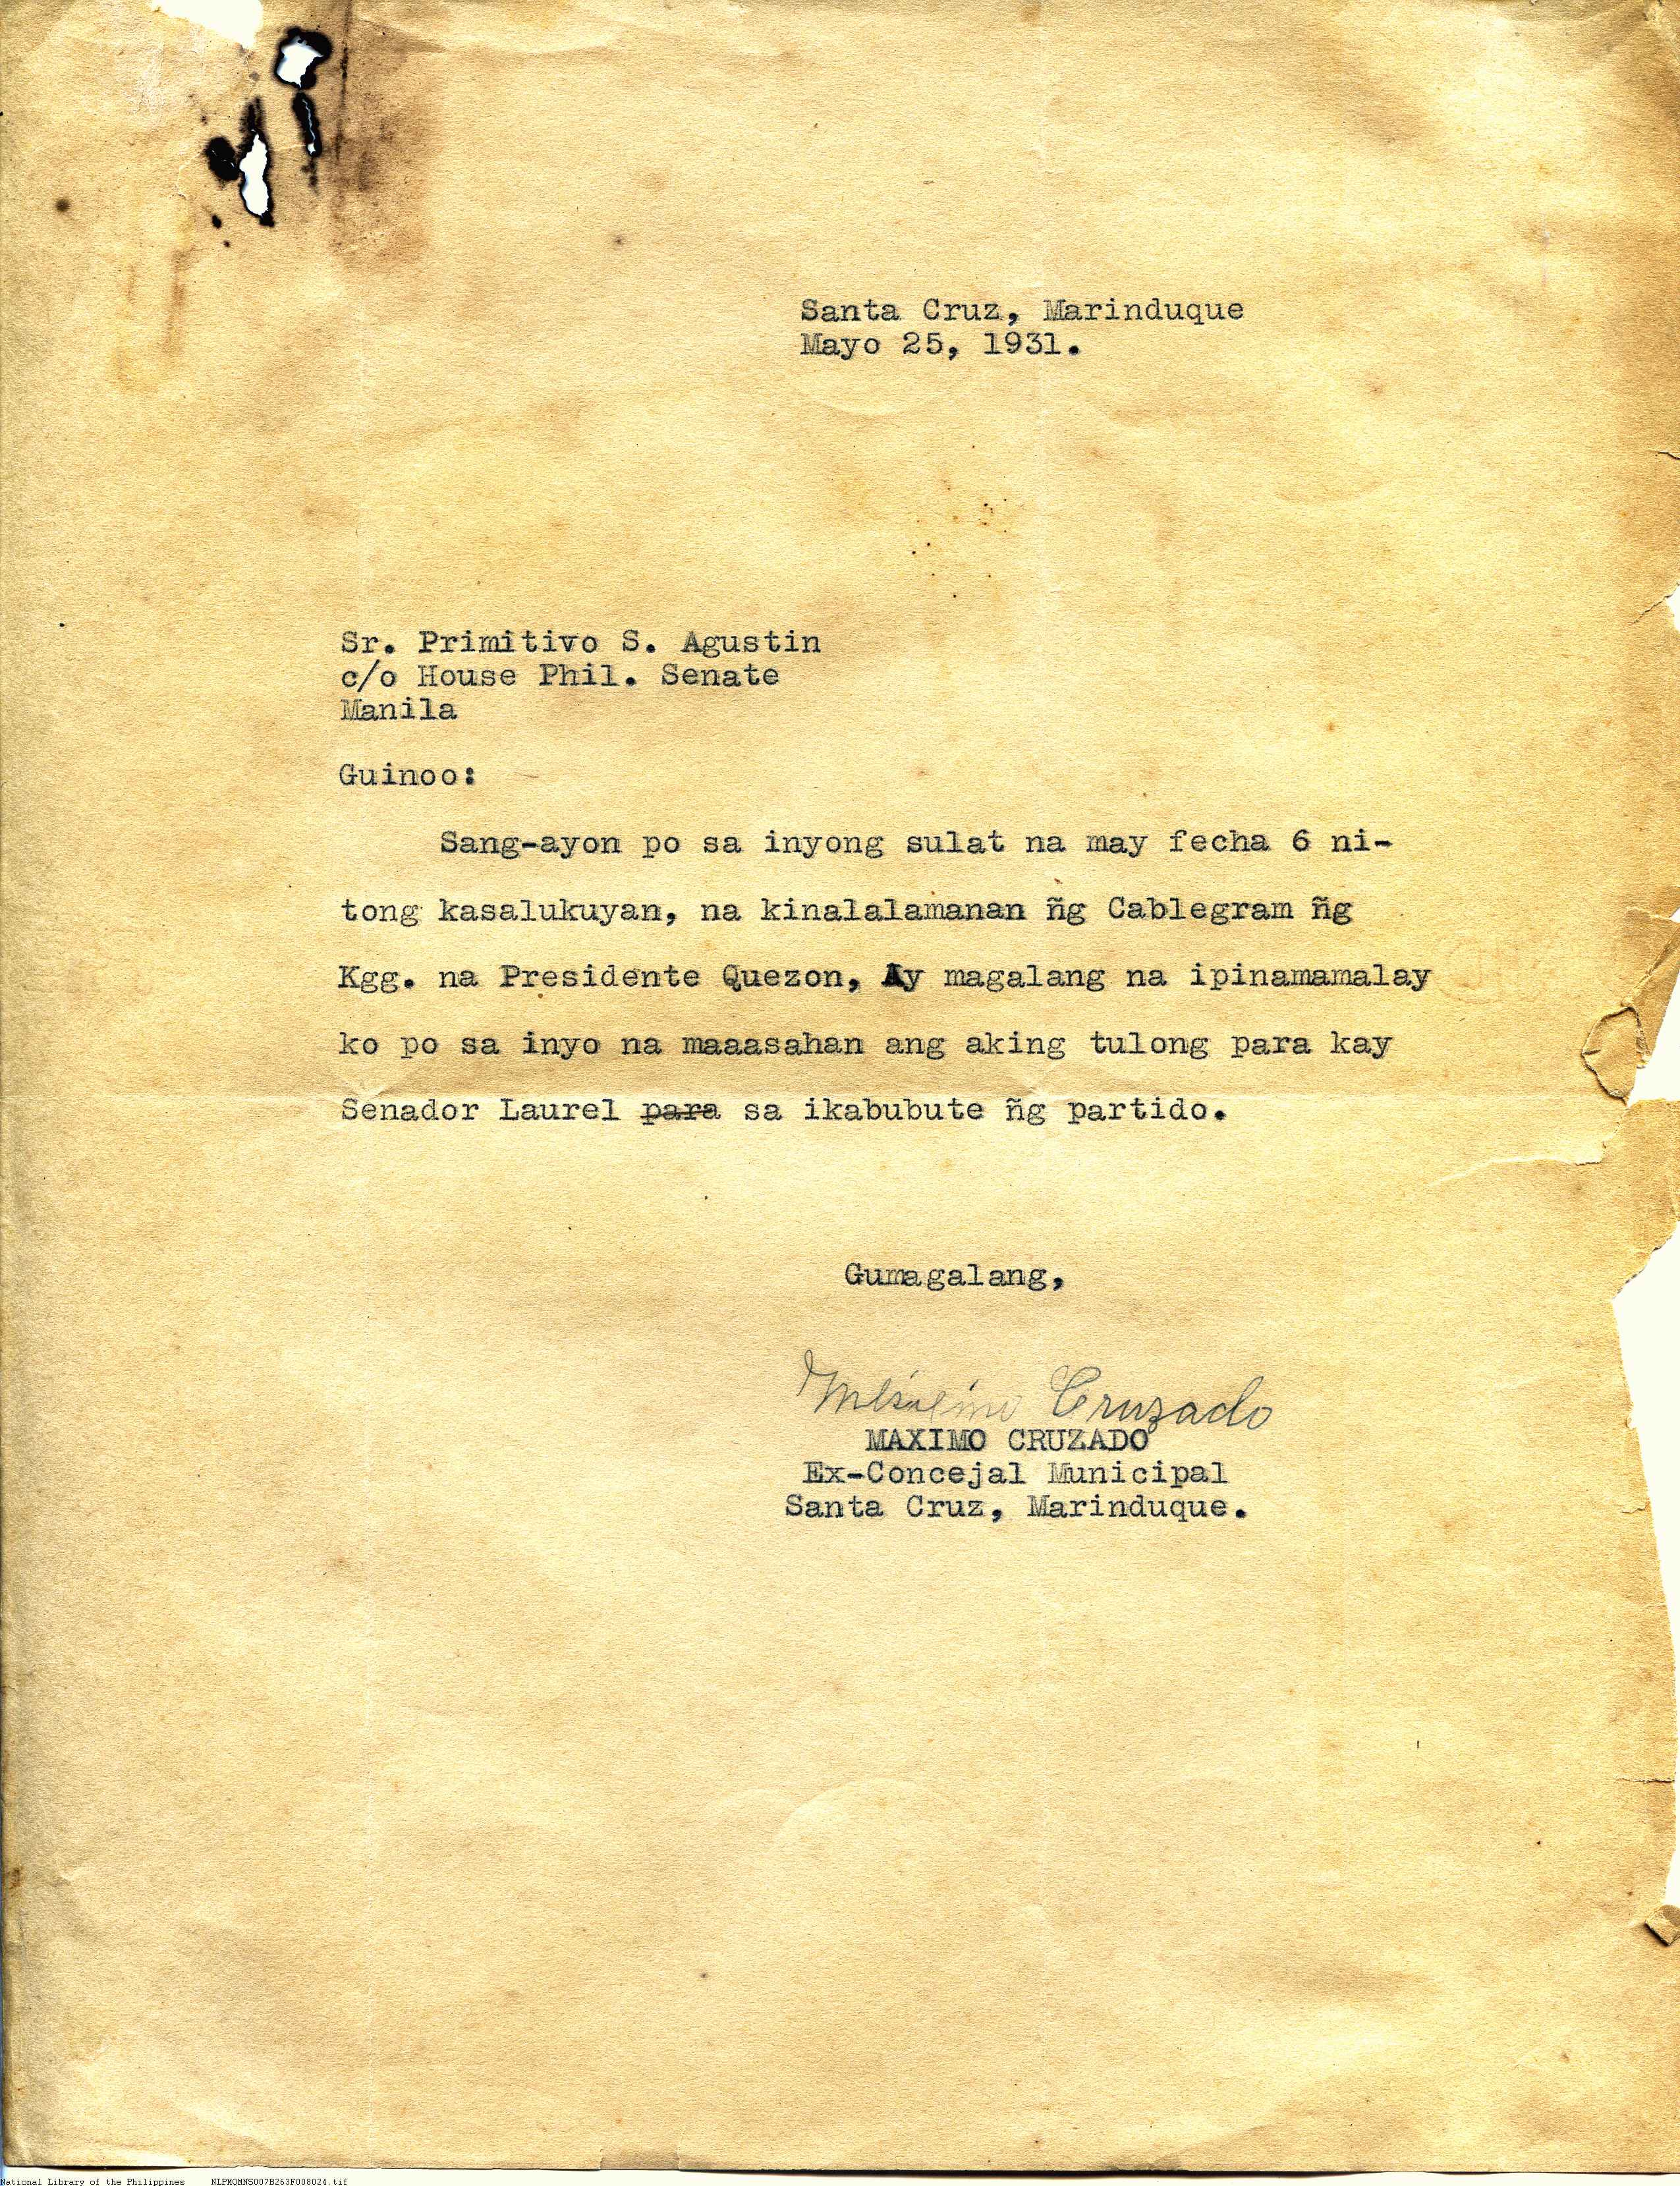 Santa Cruz, Marinduque
Mayo 25, 1931.
Sr. Primitivo S. Agustin
c/o House Phil. Senate
Manila
Guinoo:
Sang-ayon po sa inyong sulat na may fecha 6 ni-
tong kasalukuyan, na kinalalamanan ñg Cablegram ñg
Kgg. na Presidente Quezon, Ay magalang na ipinamamalay
ko po sa inyo na maaasahan ang aking tulong para kay
Senador Laurel para sa ikabubute ñg partido.
Gumagalang,
Maximo Cruzado
MAXIMO CRUZADO
Ex-Concejal Municipal
Santa Cruz, Marinduque.
National Library of the Philippines NLPMQMNS007B263F008024.tif